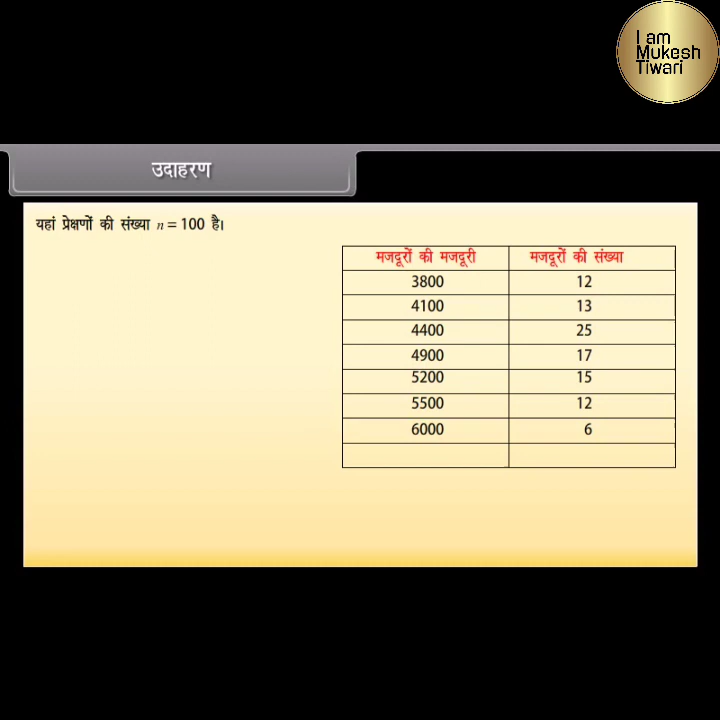 I am
Mukesh
Tiwari
उदाहरण
यहां प्रेक्षणों की संख्या n = 100 है।
मजदूरों की मजदूरी मजदूरों की संख्या
3800 12
4100 13
4400 25
4900 17
5200 15
5500 12
6000 6